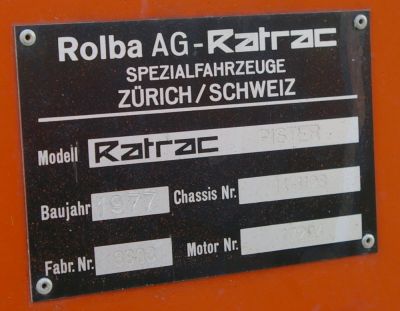 Rolba AG - Ratrac
SPEZIALFAHRZEUGE
ZÜRICH/SCHWEIZ
Modell Ratrac PISTER
Baujahr 1977 Chassis Nr.
Fabr. Nr. Motor Nr.